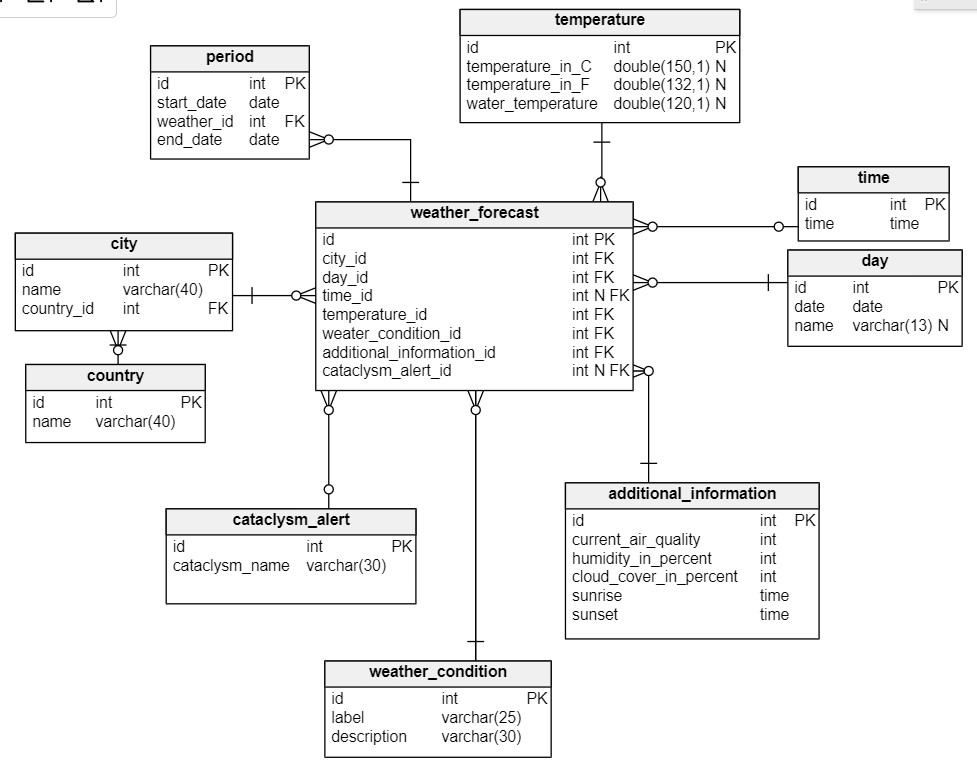 temperature
id int PK
temperature_in_C double(150,1) N
temperature_in_F double(132,1) N
water_temperature double(120,1) N
period
id int PK
start_date date
weather_id int FK
end_date date
time
id int PK
time time
weather_forecast
id int PK
city_id int FK
day_id int FK
time_id int N FK
temperature_id int FK
weater_condition_id int FK
additional_information_id int FK
cataclysm_alert_id int N FK
city
id int PK
name varchar(40)
country_id int FK
day
id int PK
date date
name varchar(13) N
country
id int PK
name varchar(40)
cataclysm_alert
id int PK
cataclysm_name varchar(30)
additional_information
id int PK
current_air_quality int
humidity_in_percent int
cloud_cover_in_percent int
sunrise time
sunset time
weather_condition
id int PK
label varchar(25)
description varchar(30)